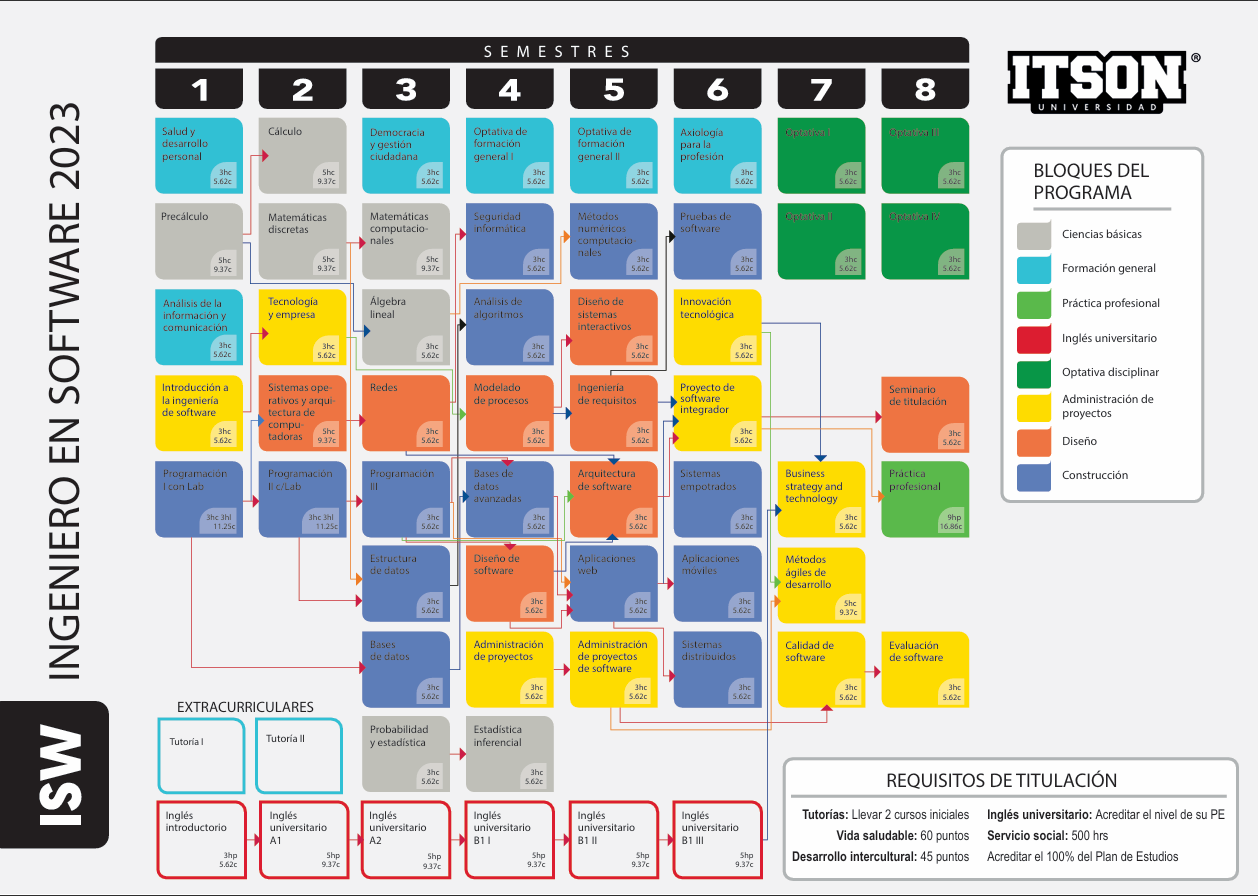 INGENIERO EN SOFTWARE 2023
ISW
SEMESTRES
1 2 3 4 5 6 7 8
ITSON ®
UNIVERSIDAD
Salud y
desarrollo
personal
3hc
5.62c
Cálculo
5hc
9.37c
Democracia
y gestión
ciudadana
3hc
5.62c
Optativa de
formación
general I
3hc
5.62c
Optativa de
formación
general II
3hc
5.62c
Axiología
para la
profesión
3hc
5.62c
Optativa I
3hc
5.62c
Optativa III
3hc
5.62c
Precálculo
5hc
9.37c
Matemáticas
discretas
5hc
9.37c
Matemáticas
computacio-
nales
5hc
9.37c
Seguridad
informática
3hc
5.62c
Métodos
numéricos
computacio-
nales
3hc
5.62c
Pruebas de
software
3hc
5.62c
Optativa II
3hc
5.62c
Optativa IV
3hc
5.62c
Análisis de la
información y
comunicación
3hc
5.62c
Tecnología
y empresa
3hc
5.62c
Álgebra
lineal
3hc
5.62c
Análisis de
algoritmos
3hc
5.62c
Diseño de
sistemas
interactivos
3hc
5.62c
Innovación
tecnológica
3hc
5.62c
Introducción a
la ingeniería
de software
3hc
5.62c
Sistemas ope-
rativos y arqui-
tectura de
compu-
tadoras
5hc
9.37c
Redes
3hc
5.62c
Modelado
de procesos
3hc
5.62c
Ingeniería
de requisitos
3hc
5.62c
Proyecto de
software
integrador
3hc
5.62c
Seminario
de titulación
3hc
5.62c
Programación
I con Lab
3hc 3hl
11.25c
Programación
II c/Lab
3hc 3hl
11.25c
Programación
III
3hc
5.62c
Bases de
datos
avanzadas
3hc
5.62c
Arquitectura
de software
3hc
5.62c
Sistemas
empotrados
3hc
5.62c
Business
strategy and
technology
3hc
5.62c
Práctica
profesional
9hp
16.86c
Estructura
de datos
3hc
5.62c
Diseño de
software
3hc
5.62c
Aplicaciones
web
3hc
5.62c
Aplicaciones
móviles
3hc
5.62c
Métodos
ágiles de
desarrollo
5hc
9.37c
Bases
de datos
3hc
5.62c
Administración
de proyectos
3hc
5.62c
Administración
de proyectos
de software
3hc
5.62c
Sistemas
distribuidos
3hc
5.62c
Calidad de
software
3hc
5.62c
Evaluación
de software
3hc
5.62c
EXTRACURRICULARES
Tutoría I
Tutoría II
Probabilidad
y estadística
3hc
5.62c
Estadística
inferencial
3hc
5.62c
Inglés
introductorio
3hp
5.62c
Inglés
universitario
A1
5hp
9.37c
Inglés
universitario
A2
5hp
9.37c
Inglés
universitario
B1 I
5hp
9.37c
Inglés
universitario
B1 II
5hp
9.37c
Inglés
universitario
B1 III
5hp
9.37c
BLOQUES DEL
PROGRAMA
Ciencias básicas
Formación general
Práctica profesional
Inglés universitario
Optativa disciplinar
Administración de
proyectos
Diseño
Construcción
REQUISITOS DE TITULACIÓN
Tutorías: Llevar 2 cursos iniciales
Vida saludable: 60 puntos
Desarrollo intercultural: 45 puntos
Inglés universitario: Acreditar el nivel de su PE
Servicio social: 500 hrs
Acreditar el 100% del Plan de Estudios